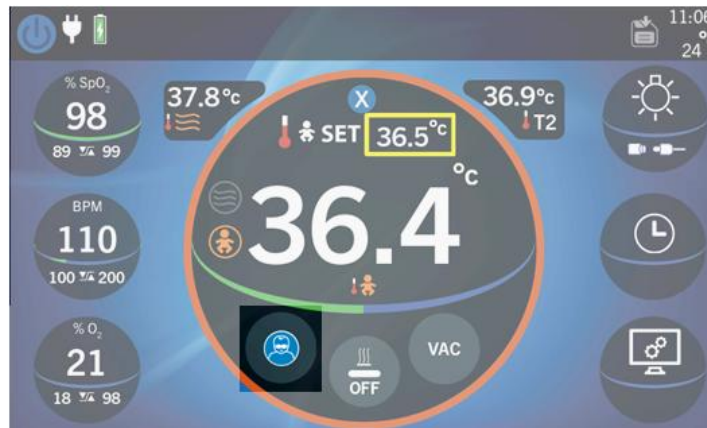 11:06
24 °
% SpO₂
98
89 99
37.8°c
X
36.9°c
T2
SET 36.5°c
36.4°c
BPM
110
100 200
% O₂
21
18 98
OFF
VAC